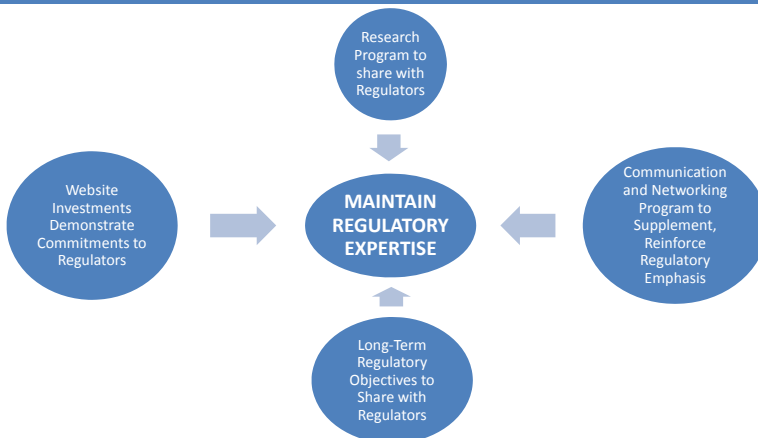 Research
Program to
share with
Regulators
Website
Investments
Demonstrate
Commitments to
Regulators
MAINTAIN
REGULATORY
EXPERTISE
Communication
and Networking
Program to
Supplement,
Reinforce
Regulatory
Emphasis
Long-Term
Regulatory
Objectives to
Share with
Regulators